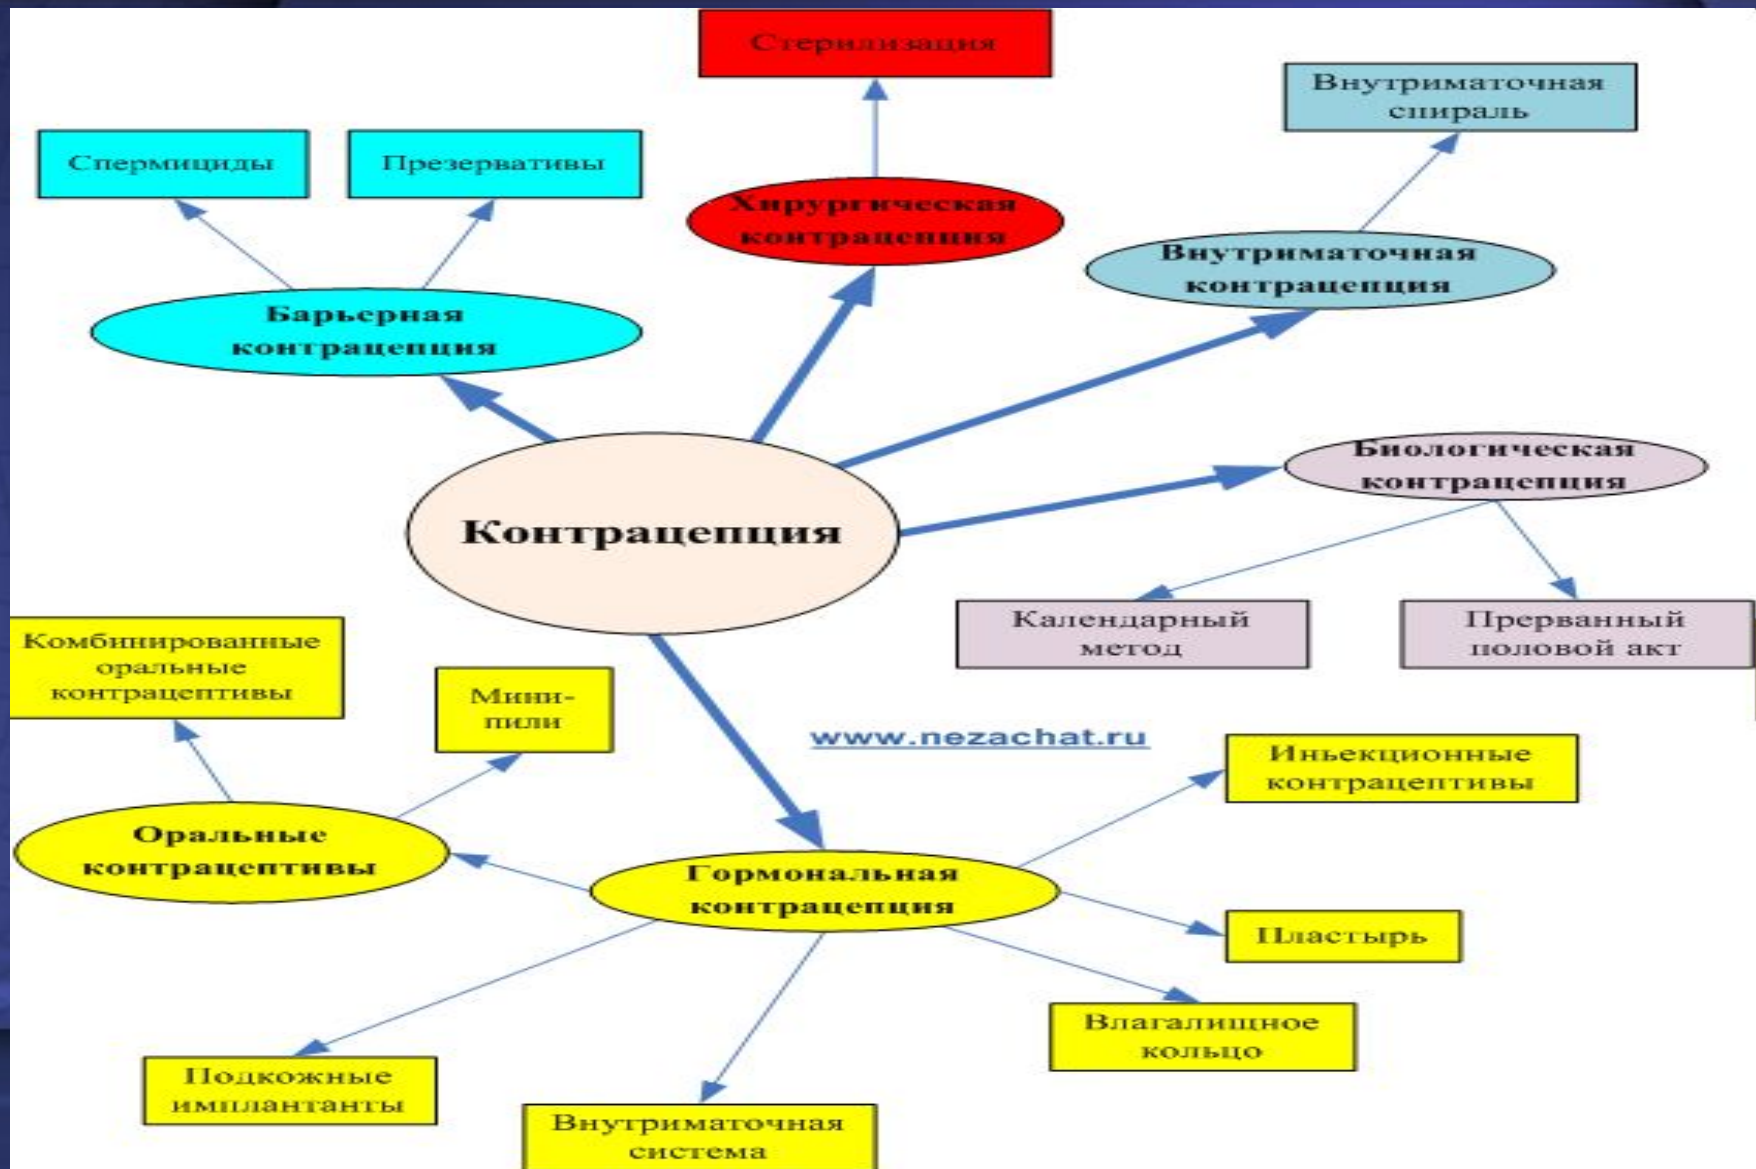 Стерилизация
Внутриматочная
спираль
Спермициды
Презервативы
Хирургическая
контрацепция
Внутриматочная
контрацепция
Барьерная
контрацепция
Биологическая
контрацепция
Контрацепция
Календарный
метод
Прерванный
половой акт
Комбинированные
оральные
контрацептивы
Мини-
пили
www.nezachat.ru
Иньекционные
контрацептивы
Оральные
контрацептивы
Гормональная
контрацепция
Пластырь
Влагалищное
кольцо
Подкожные
имплантанты
Внутриматочная
система